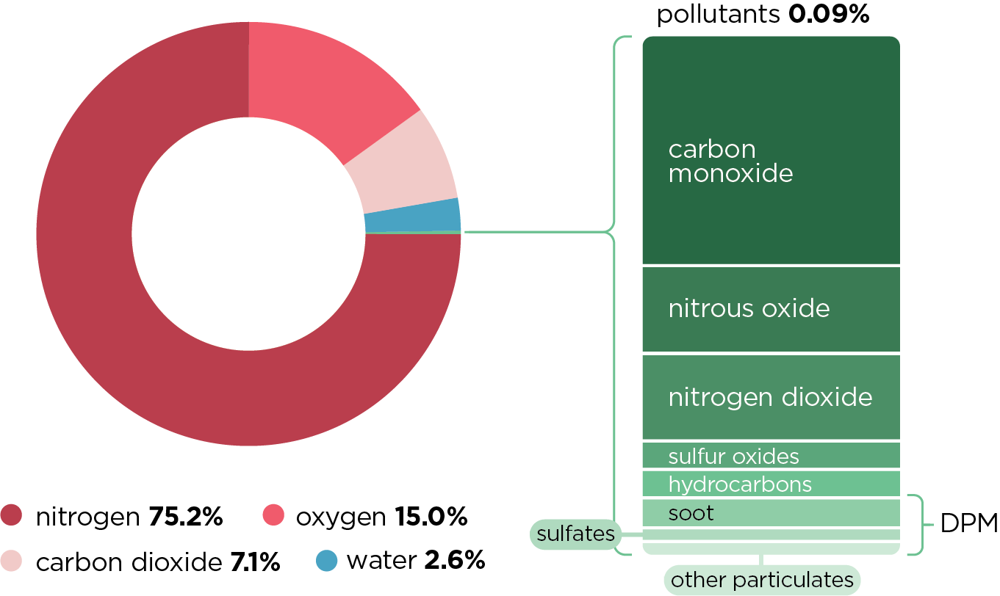 pollutants 0.09%
carbon
monoxide
nitrous oxide
nitrogen dioxide
sulfur oxides
hydrocarbons
soot
sulfates
DPM
other particulates
nitrogen 75.2%
oxygen 15.0%
carbon dioxide 7.1%
water 2.6%